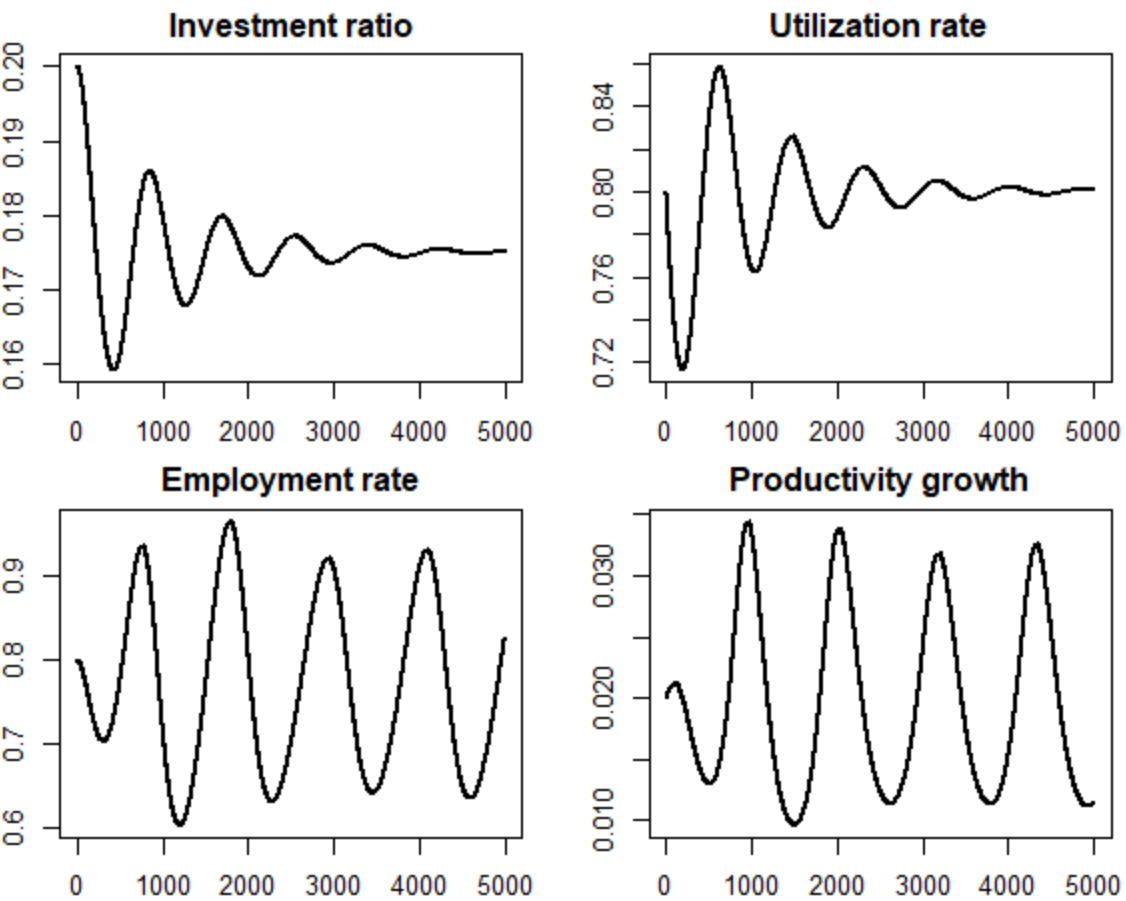 Investment ratio
0.20
0.19
0.18
0.17
0.16
0 1000 2000 3000 4000 5000
Utilization rate
0.84
0.80
0.76
0.72
0 1000 2000 3000 4000 5000
Employment rate
0.9
0.8
0.7
0.6
0 1000 2000 3000 4000 5000
Productivity growth
0.030
0.020
0.010
0 1000 2000 3000 4000 5000